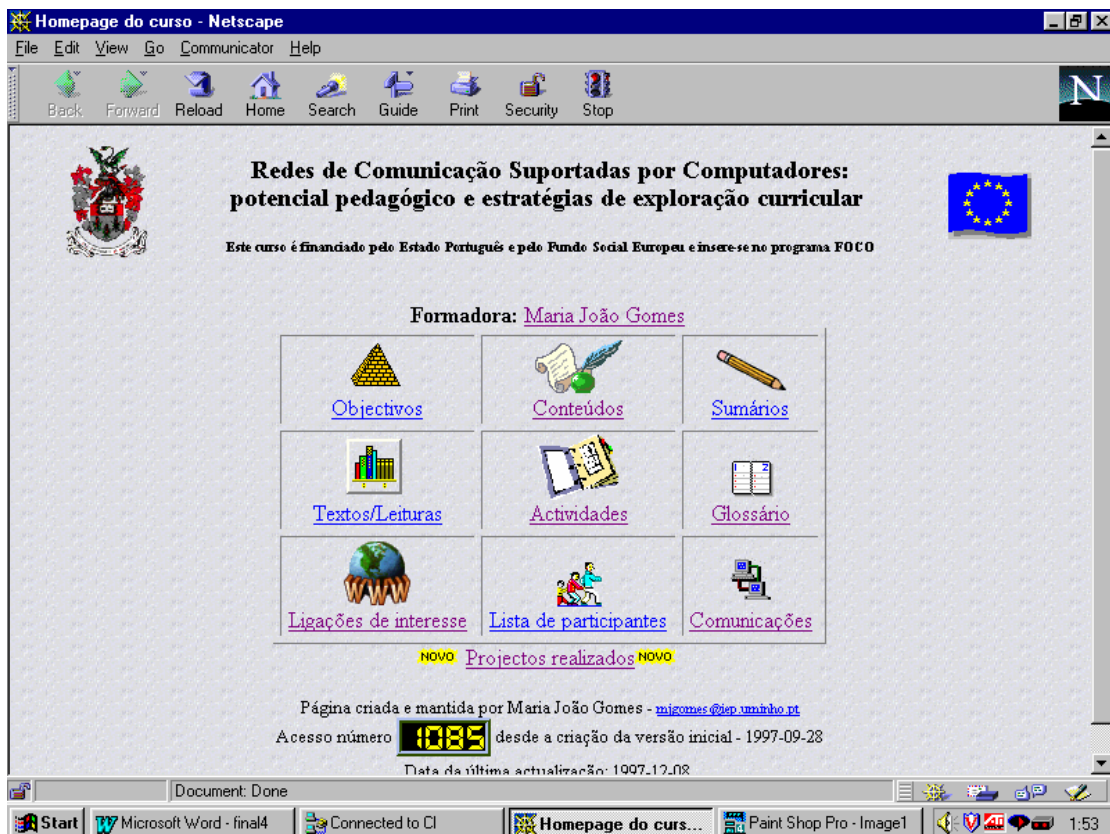 Homepage do curso - Netscape
File Edit View Go Communicator Help
Back Forward Reload Home Search Guide Print Security Stop
N
Redes de Comunicação Suportadas por Computadores:
potencial pedagógico e estratégias de exploração curricular
Este curso é financiado pelo Estado Português e pelo Fundo Social Europeu e insere-se no programa FOCO
Formadora: Maria João Gomes
Objectivos Conteúdos Sumários
Textos/Leituras Actividades Glossário
WWW
Ligações de interesse Lista de participantes Comunicações
NOVO Projectos realizados NOVO
Página criada e mantida por Maria João Gomes - mjgomes@iep.uminho.pt
Acesso número 1085 desde a criação da versão inicial - 1997-09-28
Data da última actualização: 1997-12-08
Document: Done
Start Microsoft Word - final4 Connected to CI Homepage do curs... Paint Shop Pro - Image1 1:53